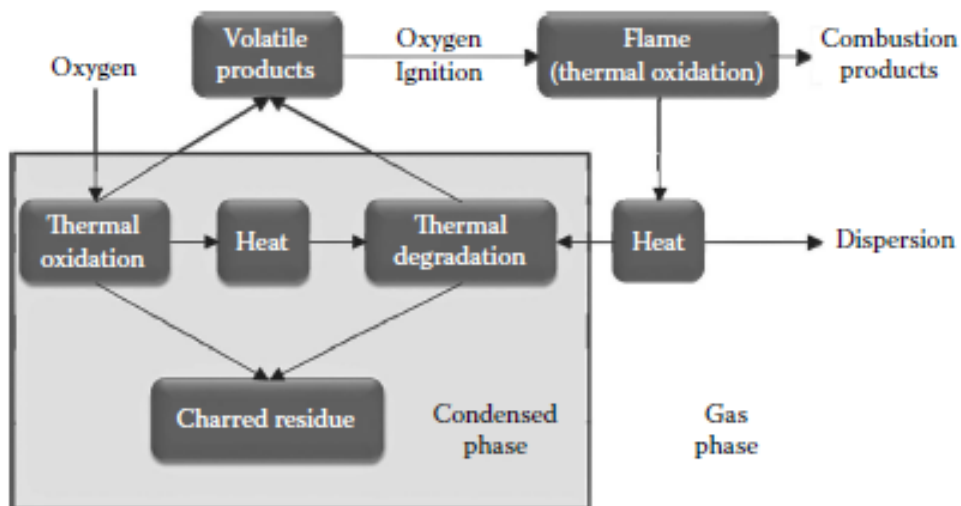 Oxygen
Volatile
products
Oxygen
Ignition
Flame
(thermal oxidation)
Combustion
products
Thermal
oxidation
Heat
Thermal
degradation
Heat
Dispersion
Charred residue
Condensed
phase
Gas
phase